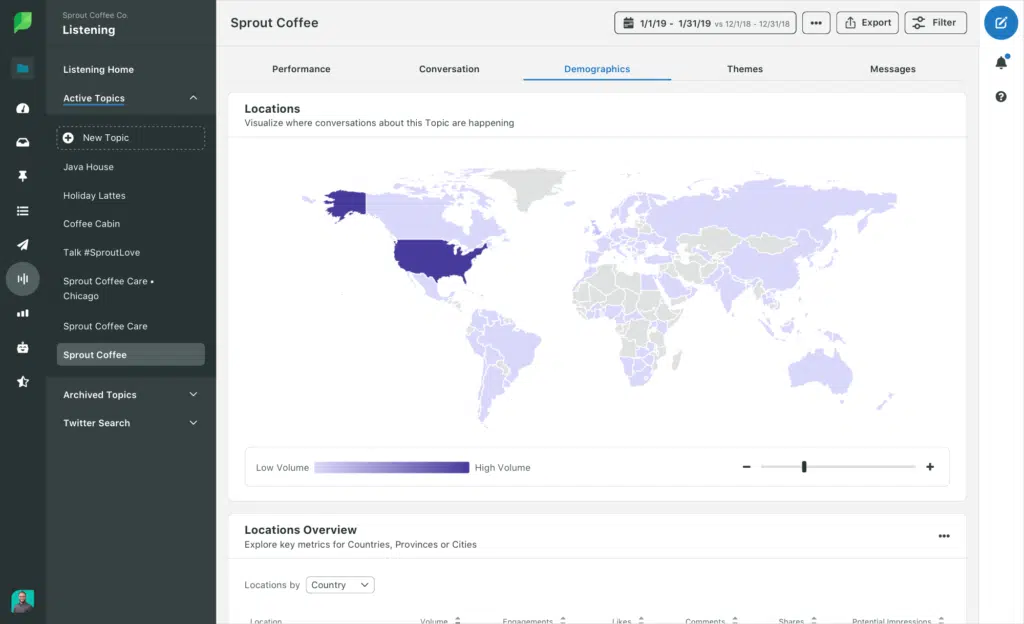 Sprout Coffee Co.
Listening
Listening Home
Active Topics
New Topic
Java House
Holiday Lattes
Coffee Cabin
Talk #SproutLove
Sprout Coffee Care •
Chicago
Sprout Coffee Care
Sprout Coffee
Archived Topics
Twitter Search
Sprout Coffee
1/1/19 - 1/31/19 vs 12/1/18 - 12/31/18
Export
Filter
Performance Conversation Demographics Themes Messages
Locations
Visualize where conversations about this Topic are happening
Low Volume High Volume
Locations Overview
Explore key metrics for Countries, Provinces or Cities
Locations by Country
Location Volume Engagements Likes Comments Shares Potential Impressions